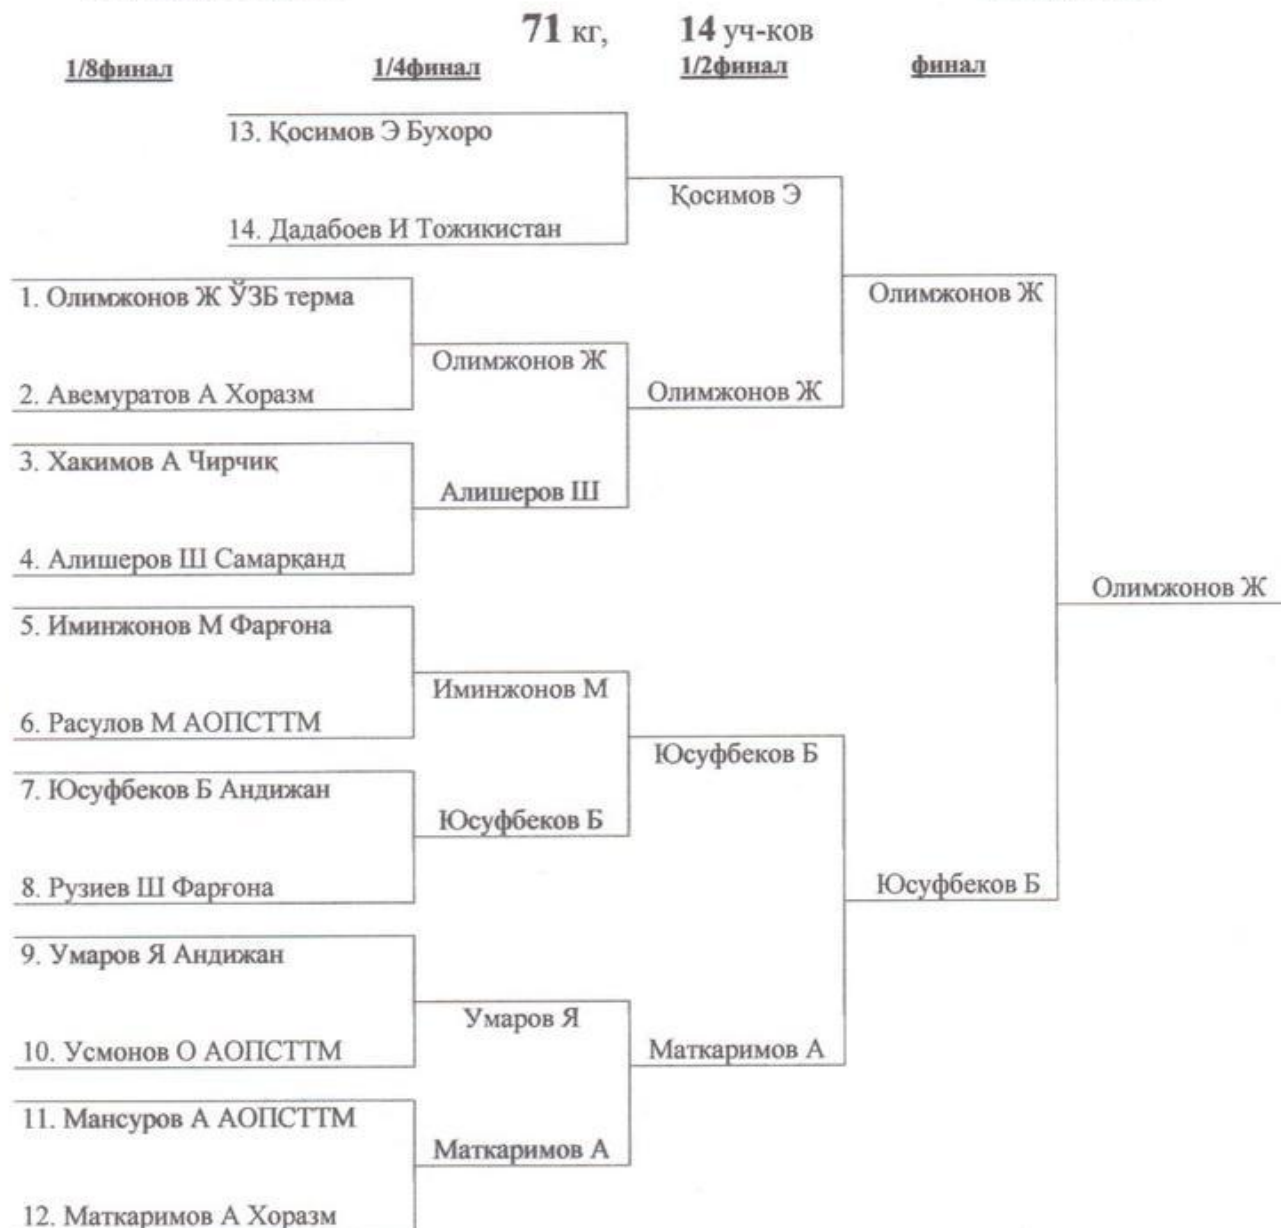 71 кг, 14 уч-ков
1/8финал 1/4финал 1/2финал финал
13. Қосимов Э Бухоро
Қосимов Э
14. Дадабоев И Тожикистан
1. Олимжонов Ж ЎЗБ терма
Олимжонов Ж
Олимжонов Ж
2. Авемуратов А Хоразм
Олимжонов Ж
3. Хакимов А Чирчиқ
Алишеров Ш
4. Алишеров Ш Самарқанд
Олимжонов Ж
5. Иминжонов М Фарғона
Иминжонов М
6. Расулов М АОПСТТМ
Юсуфбеков Б
7. Юсуфбеков Б Андижан
Юсуфбеков Б
8. Рузиев Ш Фарғона
Юсуфбеков Б
9. Умаров Я Андижан
Умаров Я
10. Усмонов О АОПСТТМ
Маткаримов А
11. Мансуров А АОПСТТМ
Маткаримов А
12. Маткаримов А Хоразм